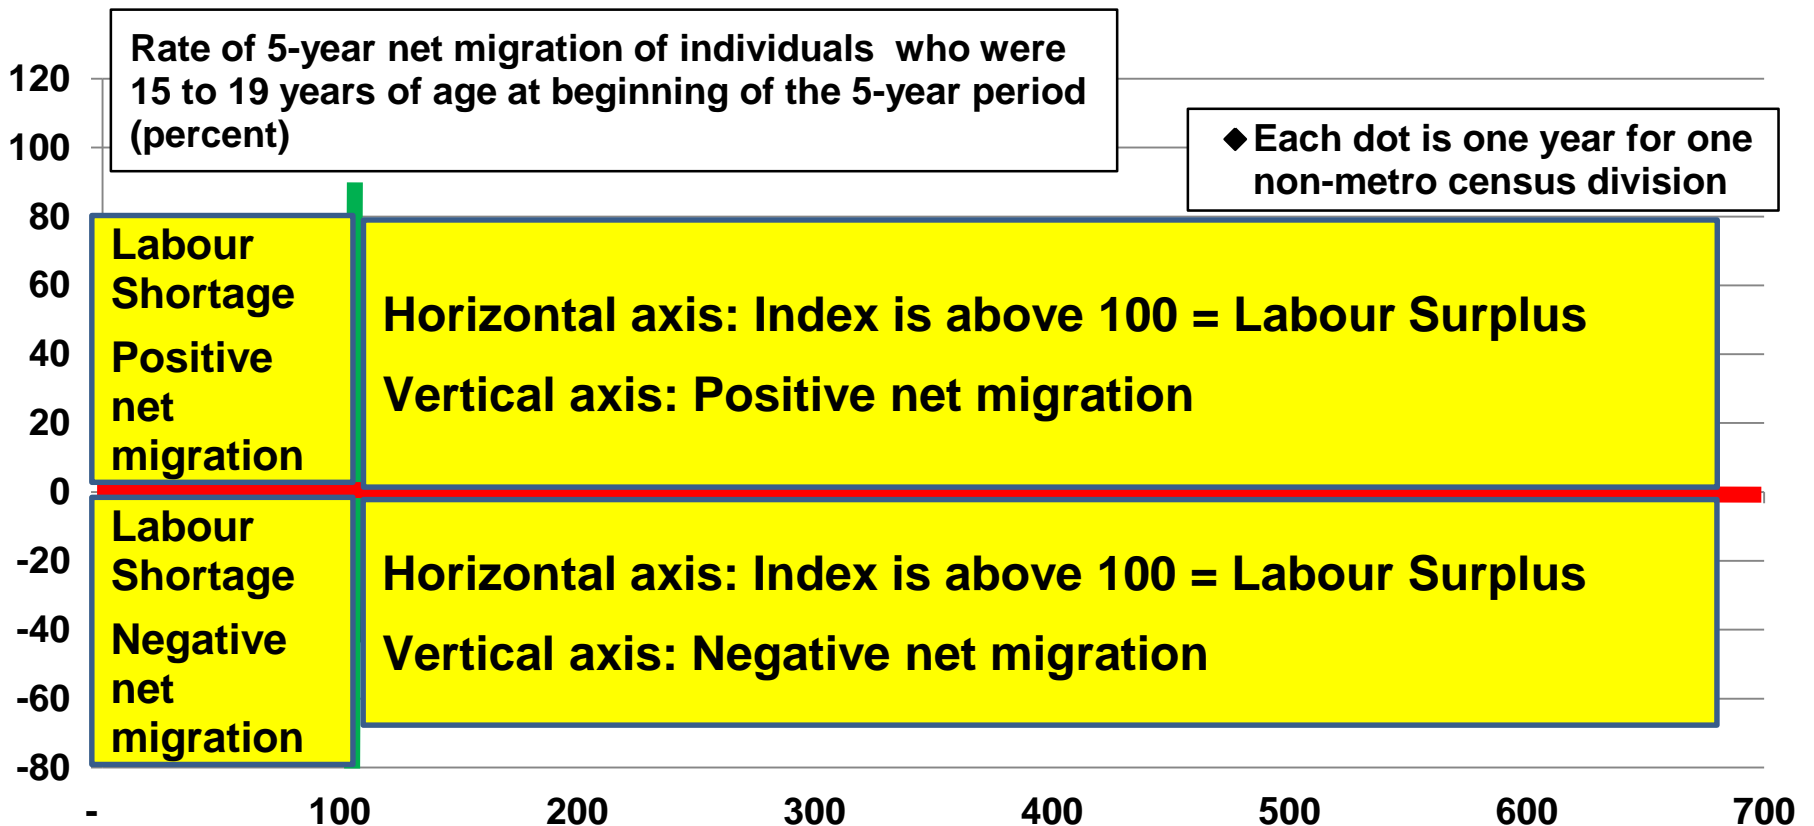 Rate of 5-year net migration of individuals  who were
15 to 19 years of age at beginning of the 5-year period
(percent)
◆ Each dot is one year for one
non-metro census division
120
100
80
60
40
20
0
-20
-40
-60
-80
Labour
Shortage
Positive
net
migration
Horizontal axis: Index is above 100 = Labour Surplus
Vertical axis: Positive net migration
Labour
Shortage
Negative
net
migration
Horizontal axis: Index is above 100 = Labour Surplus
Vertical axis: Negative net migration
- 100 200 300 400 500 600 700